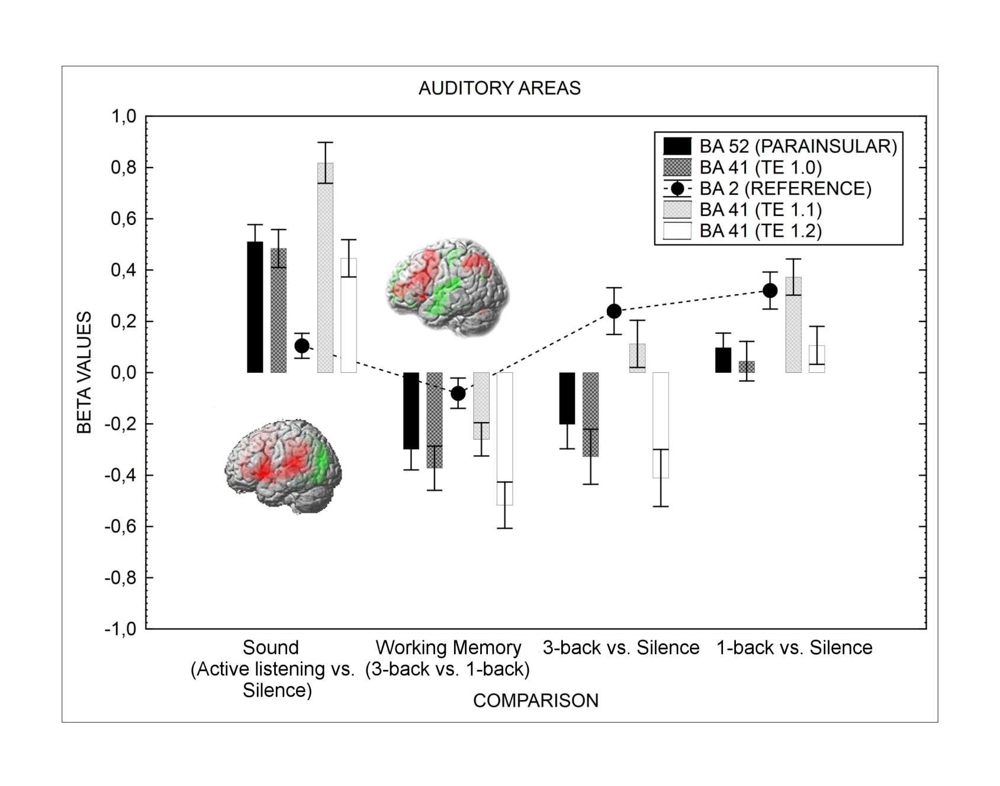 AUDITORY AREAS
BA 52 (PARAINSULAR)
BA 41 (TE 1.0)
BA 2 (REFERENCE)
BA 41 (TE 1.1)
BA 41 (TE 1.2)
BETA VALUES
1,0
0,8
0,6
0,4
0,2
0,0
-0,2
-0,4
-0,6
-0,8
-1,0
Sound
(Active listening vs.
Silence)
Working Memory
(3-back vs. 1-back)
3-back vs. Silence
1-back vs. Silence
COMPARISON